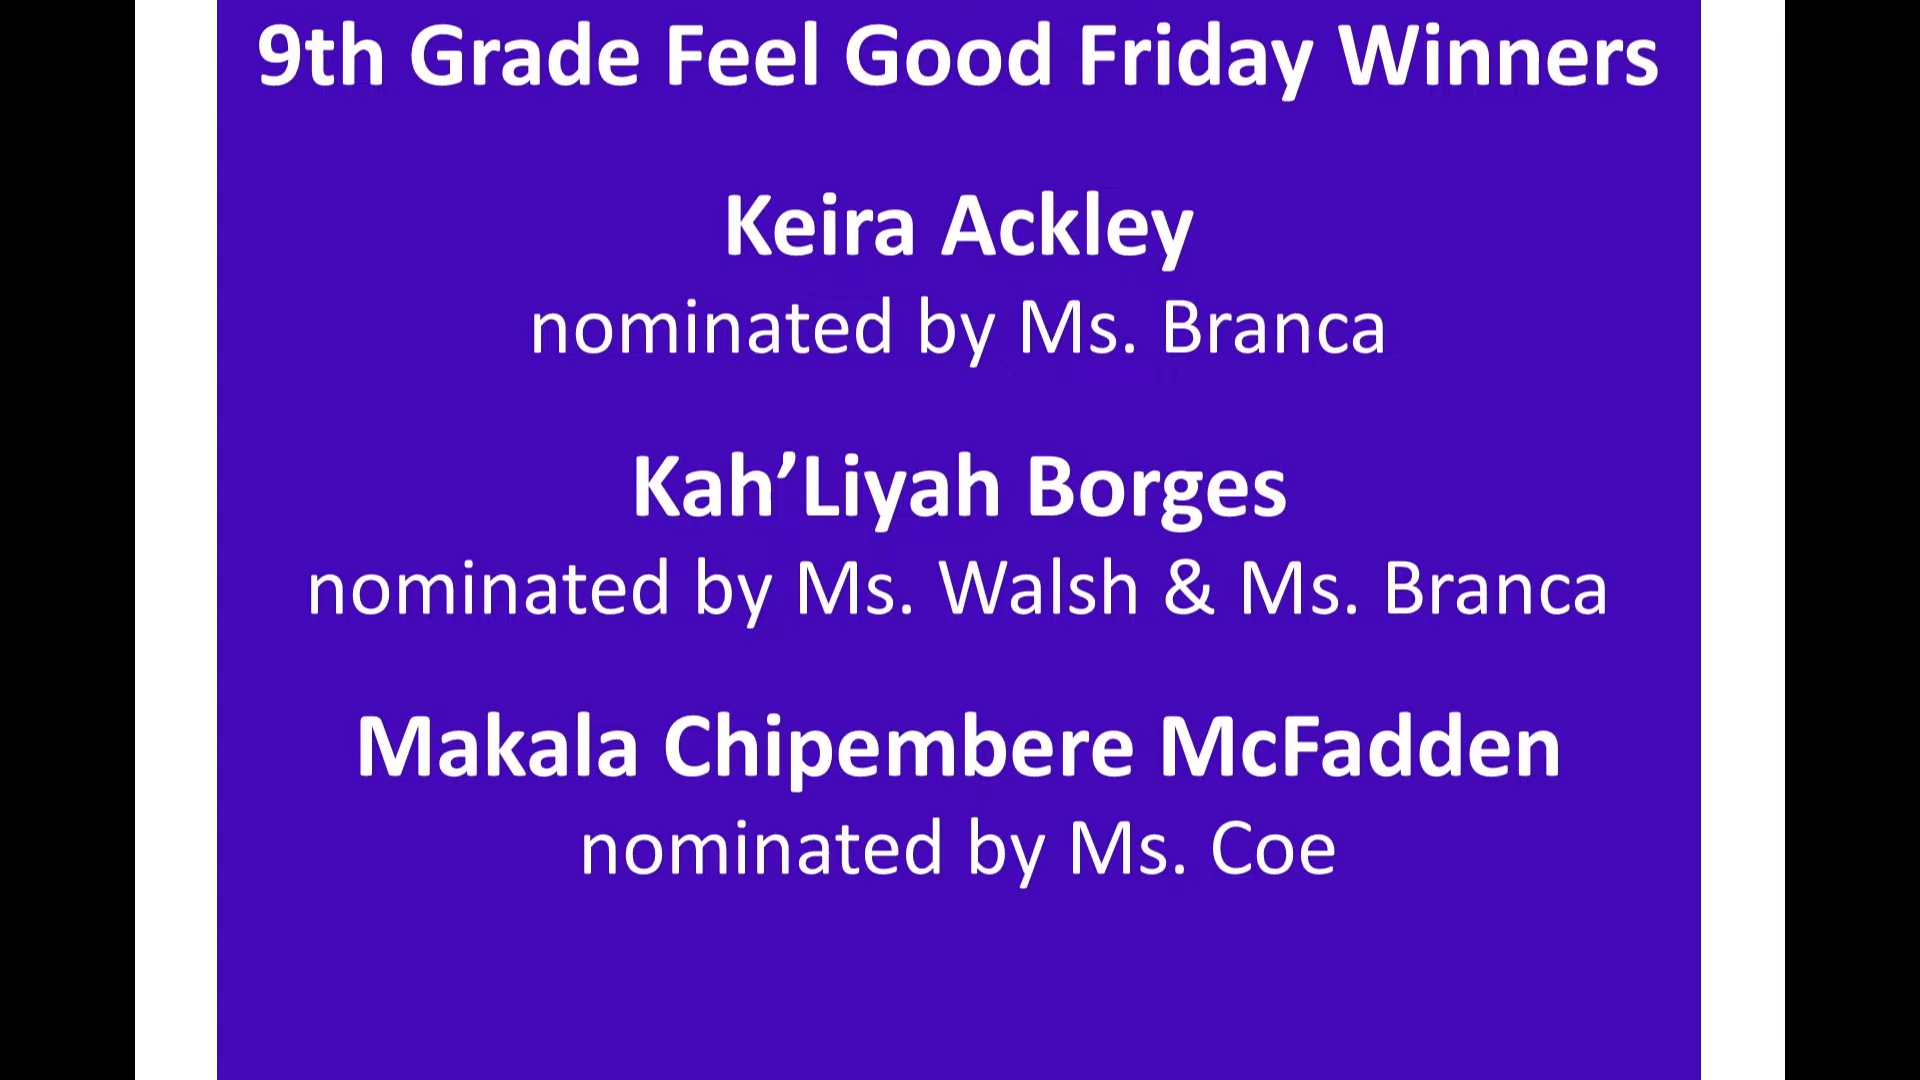 9th Grade Feel Good Friday Winners
Keira Ackley
nominated by Ms. Branca
Kah’Liyah Borges
nominated by Ms. Walsh & Ms. Branca
Makala Chipembere McFadden
nominated by Ms. Coe